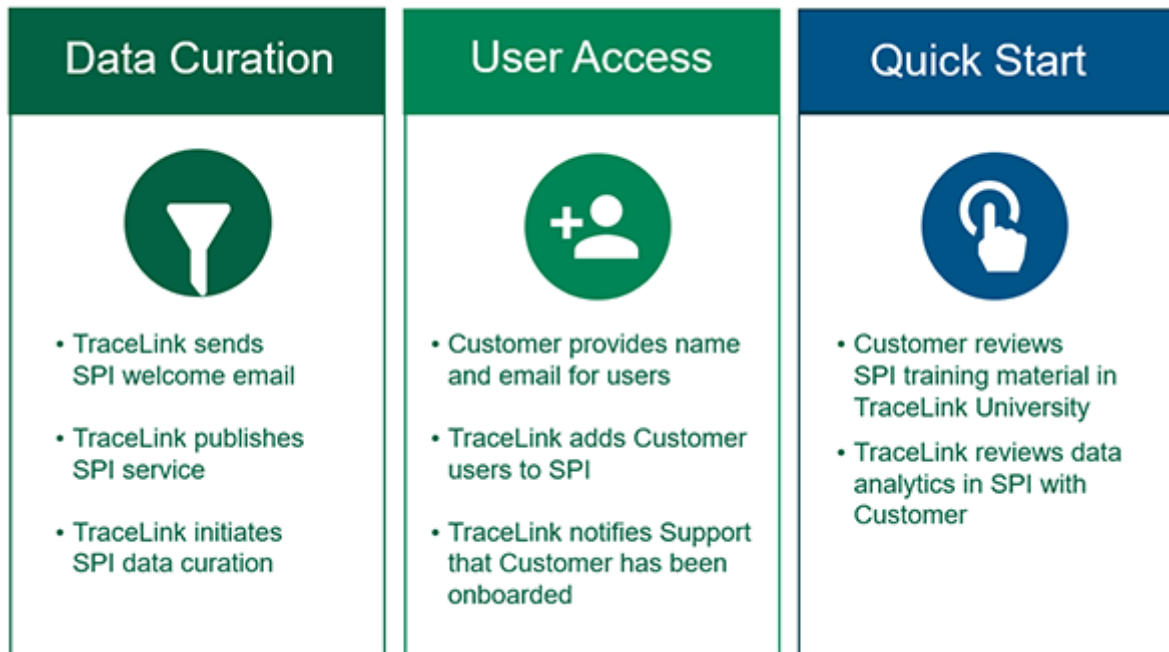 Data Curation
• TraceLink sends
SPI welcome email
• TraceLink publishes
SPI service
• TraceLink initiates
SPI data curation
User Access
• Customer provides name
and email for users
• TraceLink adds Customer
users to SPI
• TraceLink notifies Support
that Customer has been
onboarded
Quick Start
• Customer reviews
SPI training material in
TraceLink University
• TraceLink reviews data
analytics in SPI with
Customer